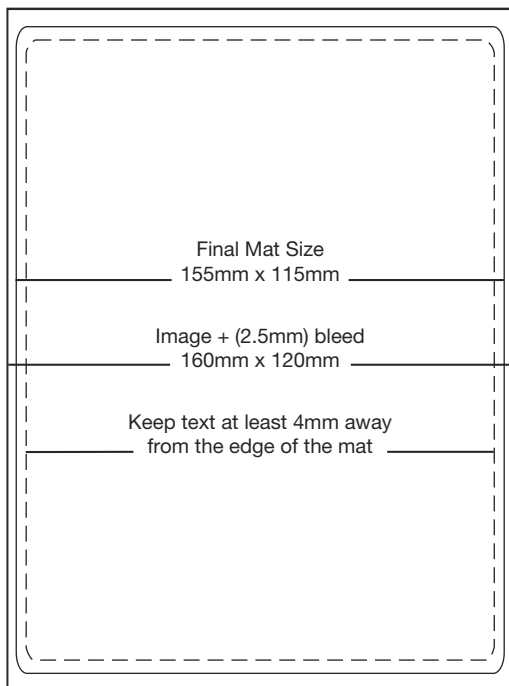 Final Mat Size
155mm x 115mm
Image + (2.5mm) bleed
160mm x 120mm
Keep text at least 4mm away
from the edge of the mat